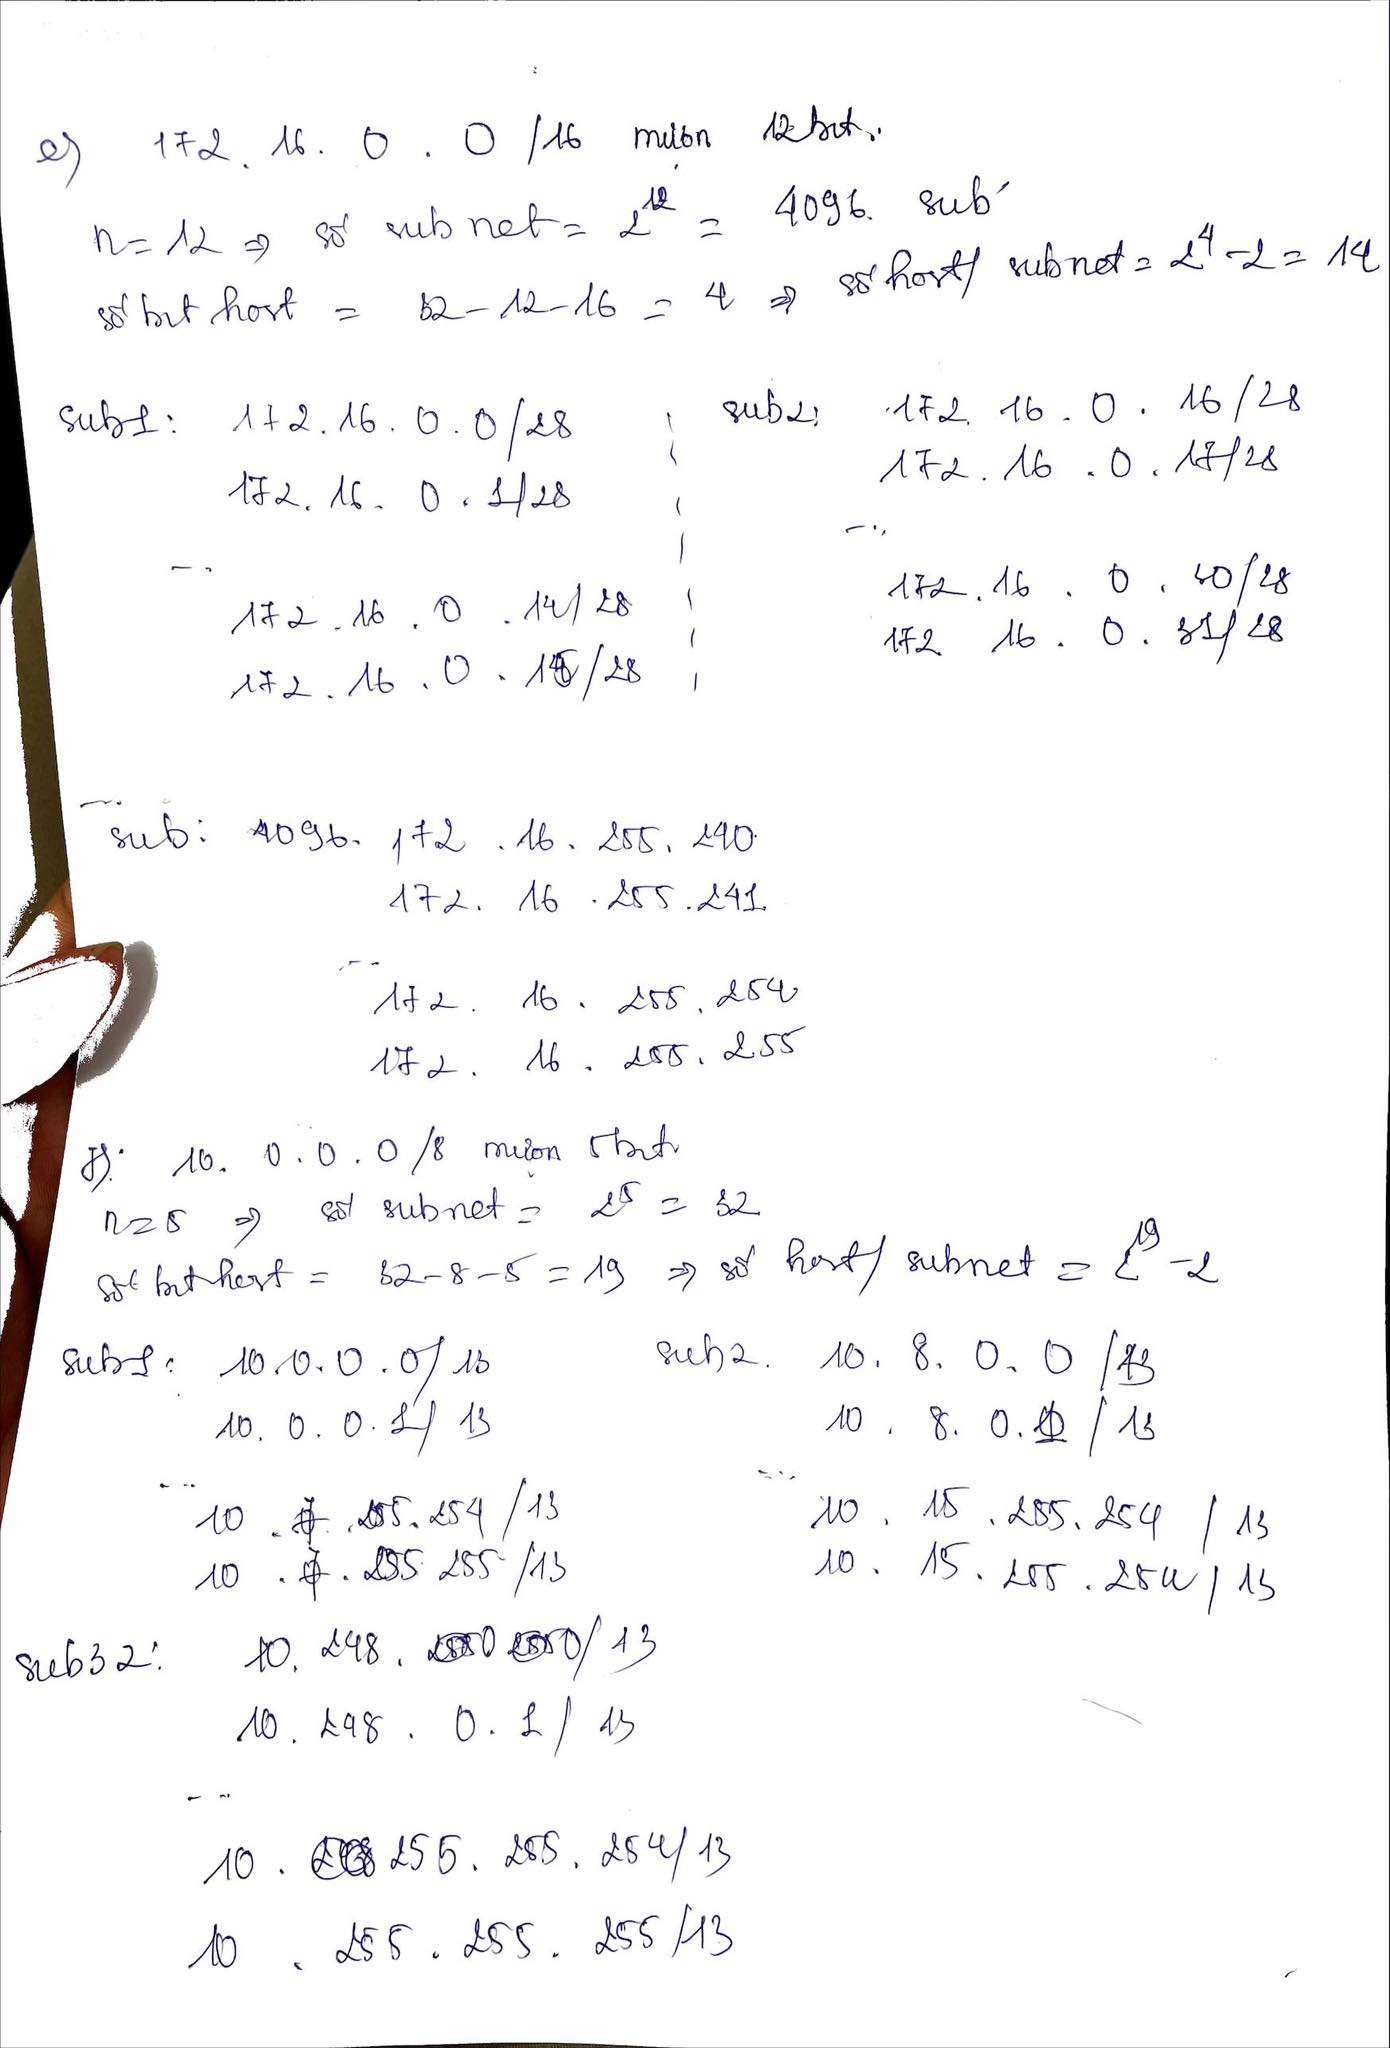 e) 172. 16. 0 . 0 /16 mượn 12 bit.
n = 12 ⇒ số subnet = 2^12 = 4096 sub
số bit host = 32 - 12 - 16 = 4 ⇒ số host/ subnet = 2^4 - 2 = 14
sub1: 172. 16. 0. 0/28
172. 16. 0. 1/28
...
172. 16. 0. 14/28
172. 16. 0. 15/28
sub2: 172. 16. 0. 16/28
172. 16. 0. 17/28
...
172. 16. 0. 30/28
172 16. 0. 31/28
...
sub: 4096. 172. 16. 255. 240
172. 16. 255. 241
...
172. 16. 255. 254
172. 16. 255. 255
f): 10. 0. 0. 0 /8 mượn 5 bit
n = 5 ⇒ số subnet = 2^5 = 32
số bit host = 32 - 8 - 5 = 19 ⇒ số host/ subnet = 2^19 - 2
sub1: 10. 0. 0. 0/ 13
10. 0. 0. 1/ 13
...
10. 7. 255. 254 /13
10. 7. 255 255 /13
sub2. 10. 8. 0. 0 /13
10. 8. 0. 1 / 13
...
10. 15. 255. 254 / 13
10. 15. 255. 254 / 13
sub32: 10. 248. 0 0/ 13
10. 248. 0. 1/ 13
...
10. 255. 255. 254/ 13
10. 255. 255. 255 /13